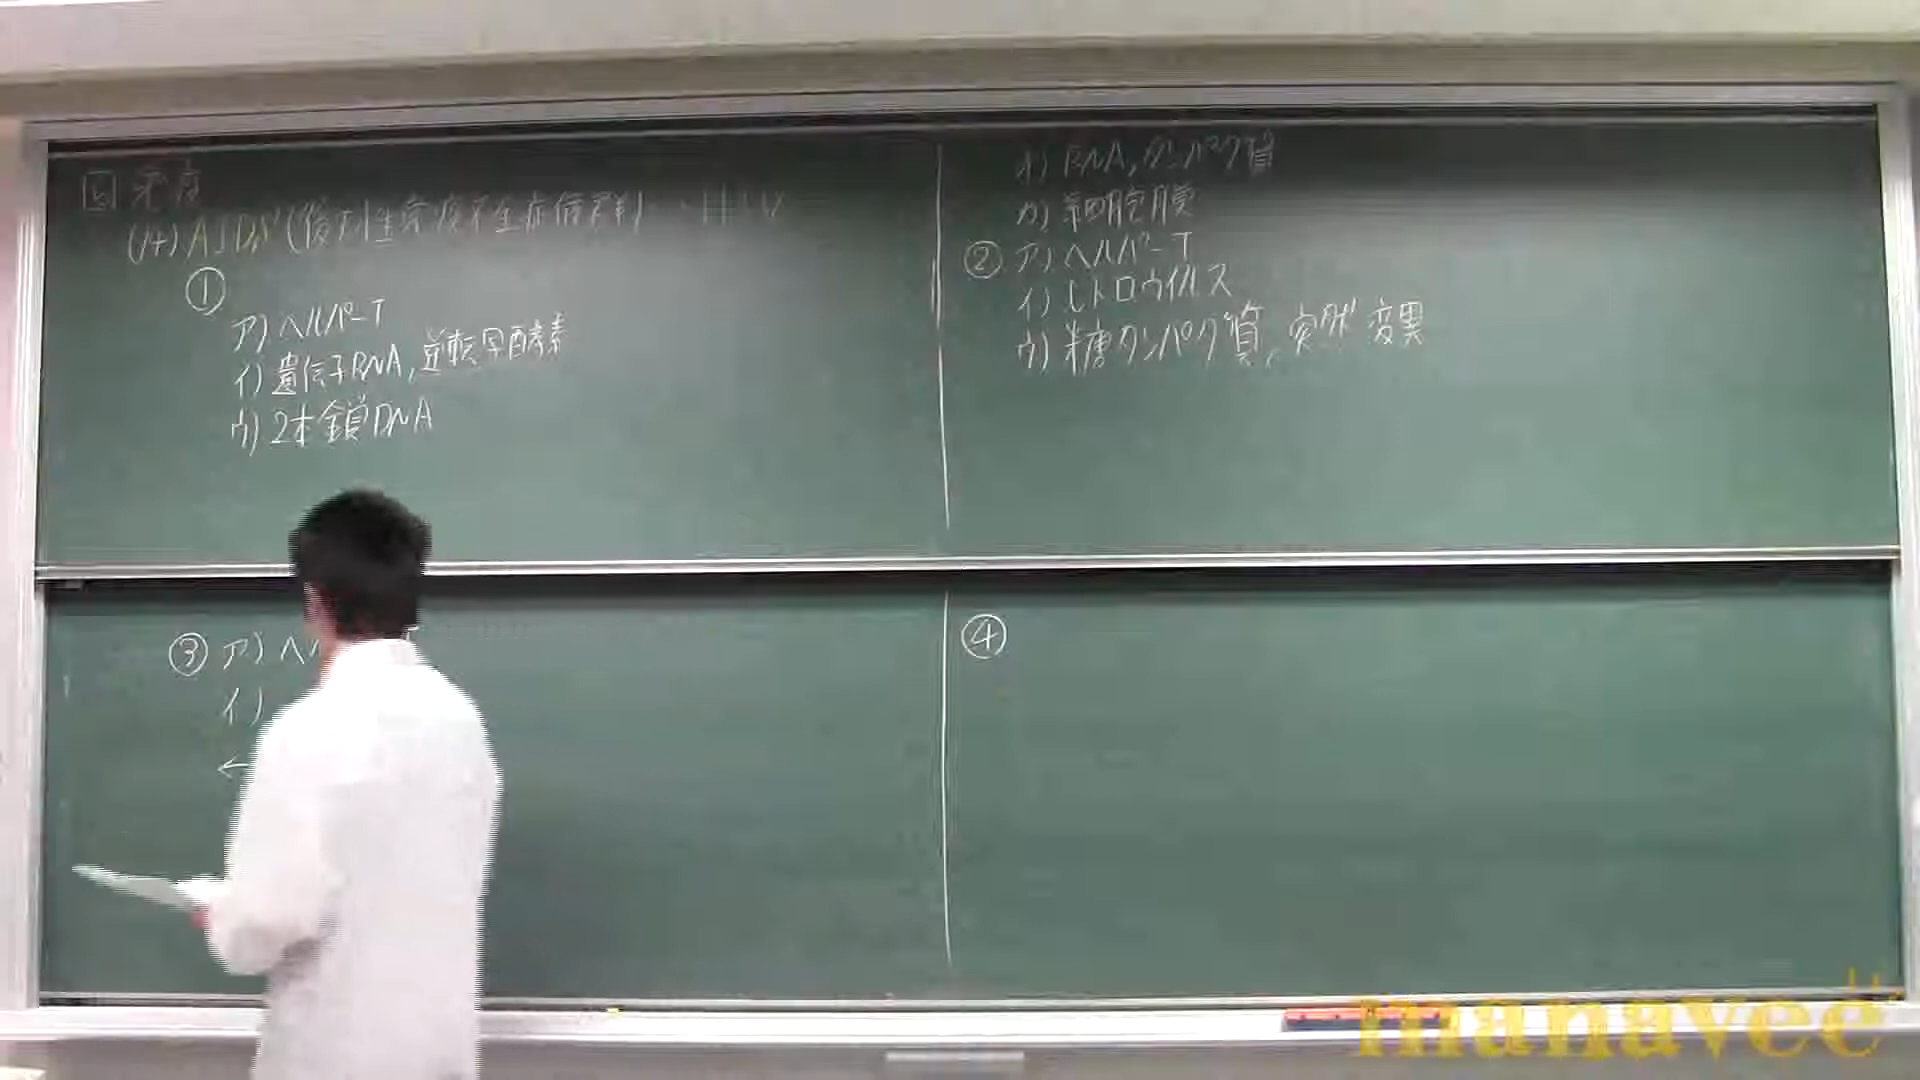 免疫
(14) AIDS (後天性免疫不全症候群) … HIV
①
ア) ヘルパーT
イ) 遺伝子RNA, 逆転写酵素
ウ) 2本鎖DNA
オ) RNA, タンパク質
カ) 細胞膜
② ア) ヘルパーT
イ) レトロウイルス
ウ) 糖タンパク質, 突然変異
③ ア) ヘル
イ)
←
④
manavee